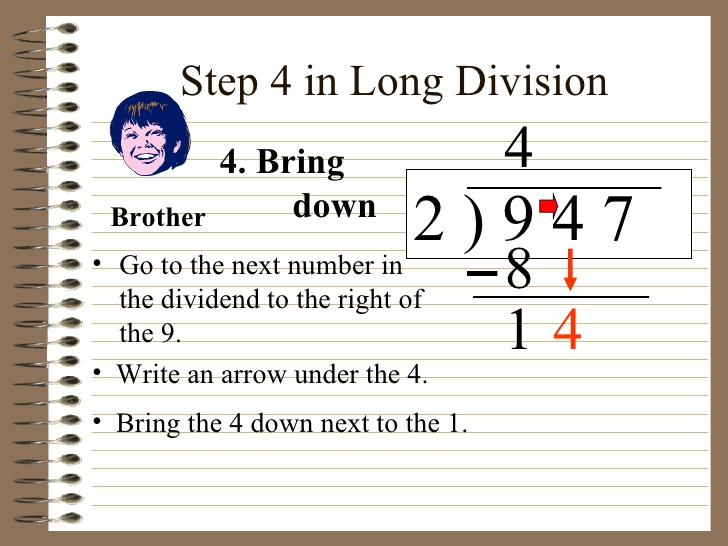 Step 4 in Long Division
4. Bring
down
Brother
• Go to the next number in
the dividend to the right of
the 9.
• Write an arrow under the 4.
• Bring the 4 down next to the 1.
4
2 ) 9 4 7
–8
1 4